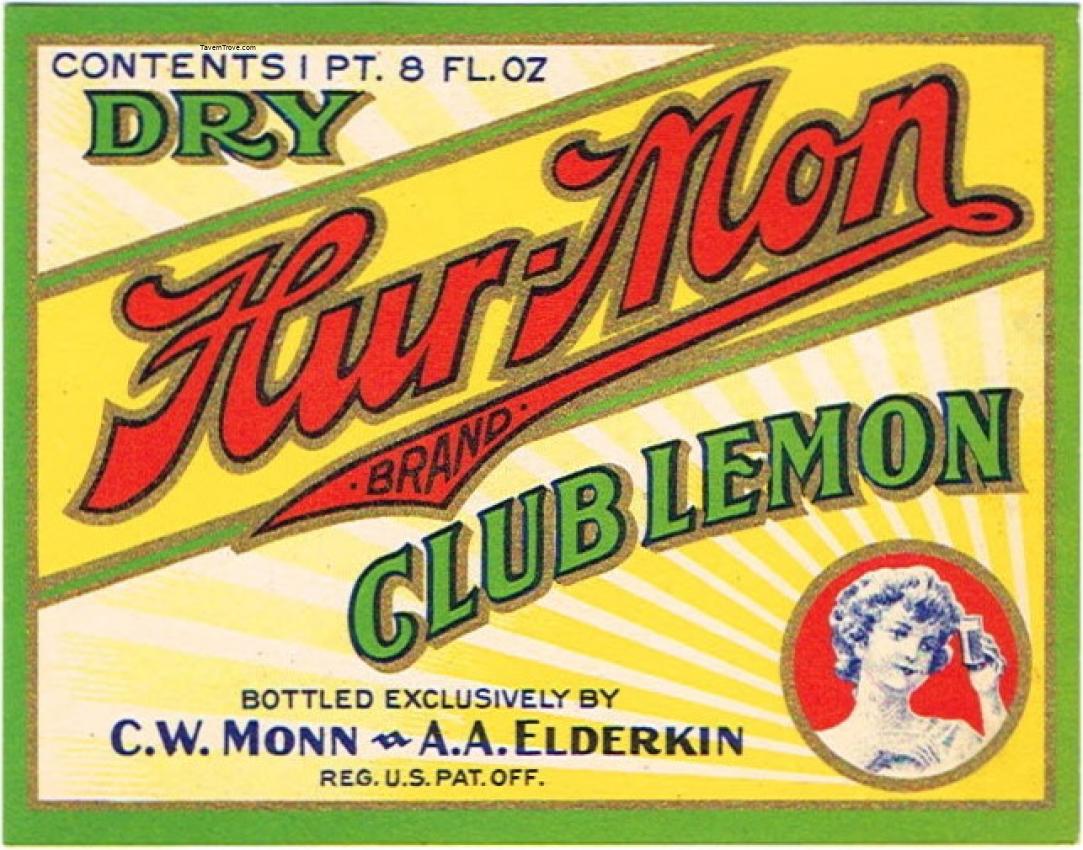 TavernTrove.com
CONTENTS 1 PT. 8 FL. OZ
DRY
Hur-Mon
· BRAND ·
CLUB LEMON
BOTTLED EXCLUSIVELY BY
C.W. MONN ~ A.A. ELDERKIN
REG. U.S. PAT. OFF.